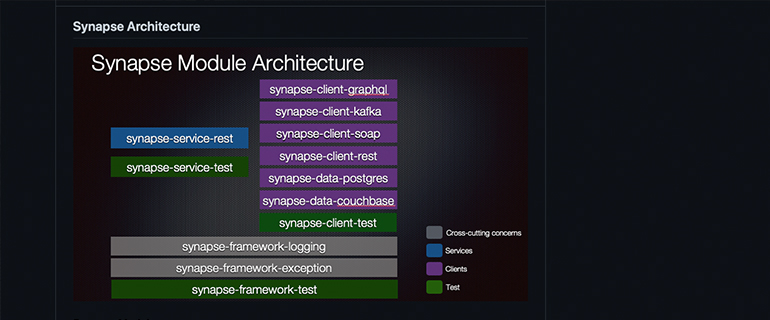 Synapse Architecture
Synapse Module Architecture
synapse-client-graphql
synapse-client-kafka
synapse-service-rest
synapse-client-soap
synapse-client-rest
synapse-service-test
synapse-data-postgres
synapse-data-couchbase
synapse-client-test
synapse-framework-logging
synapse-framework-exception
synapse-framework-test
Cross-cutting concerns
Services
Clients
Test